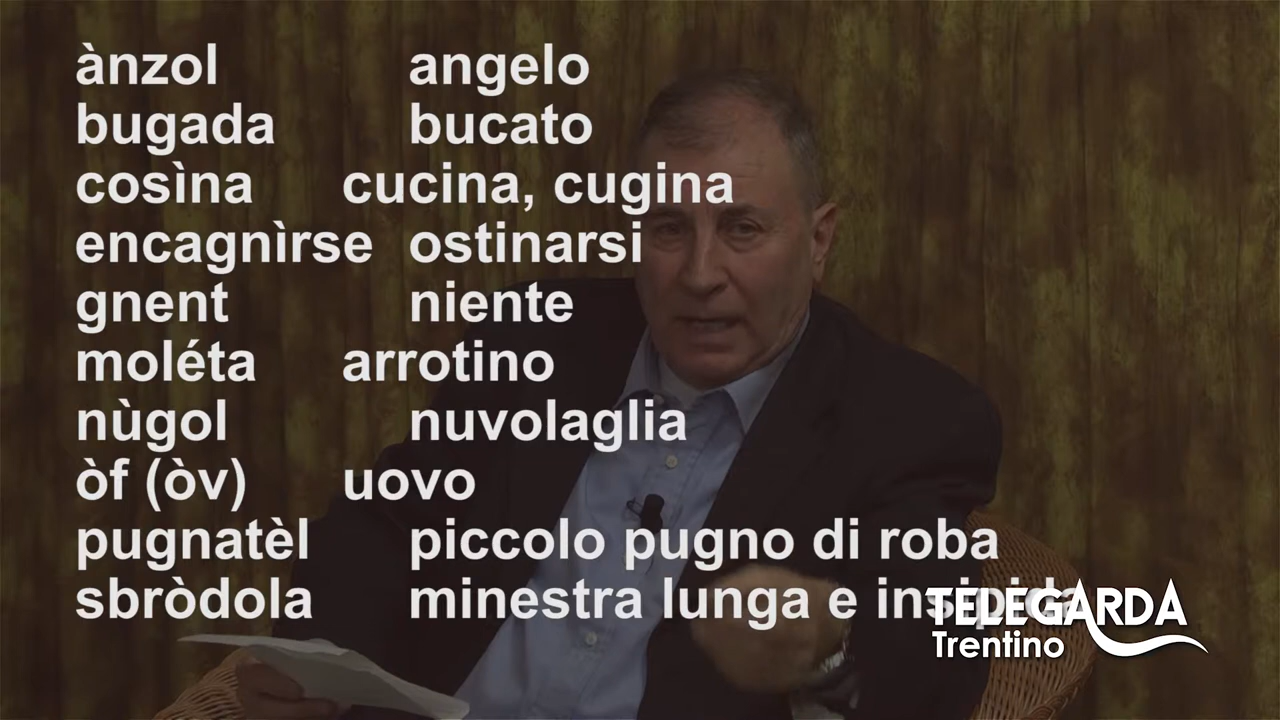 ànzol angelo
bugada bucato
cosìna cucina, cugina
encagnìrse ostinarsi
gnent niente
moléta arrotino
nùgol nuvolaglia
òf (òv) uovo
pugnatèl piccolo pugno di roba
sbròdola minestra lunga e insipida
TELEGARDA
Trentino